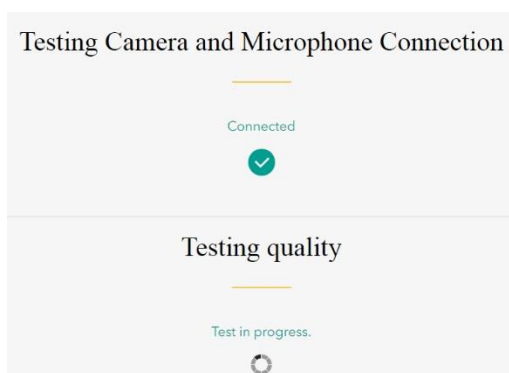 Testing Camera and Microphone Connection
Connected
Testing quality
Test in progress.